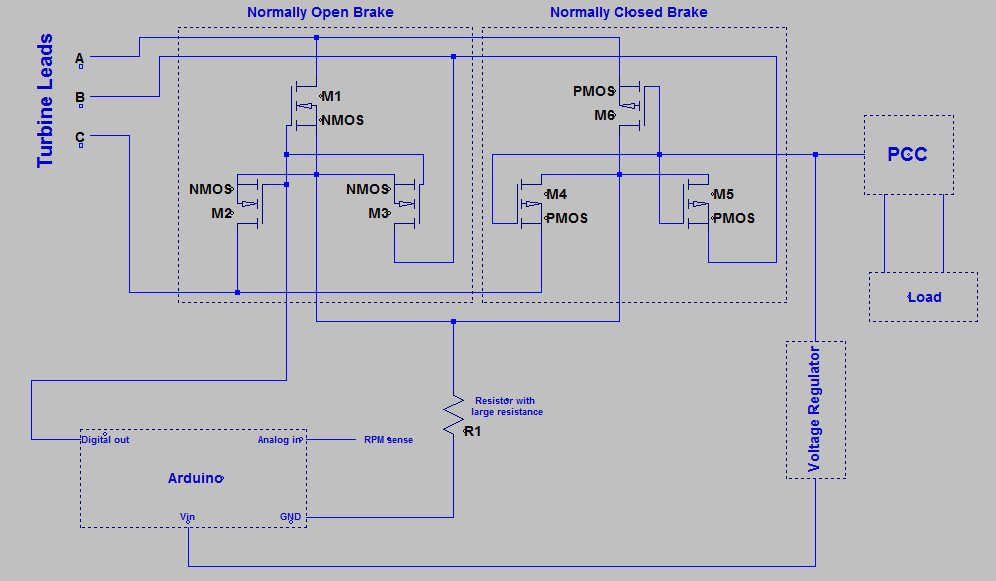 Normally Open Brake
Normally Closed Brake
Turbine Leads
A
B
C
M1
NMOS
NMOS
M2
NMOS
M3
PMOS
M6
M4
PMOS
M5
PMOS
PCC
Load
Voltage Regulator
Resistor with
large resistance
R1
Digital out
Analog in
RPM sense
Arduino
Vin
GND